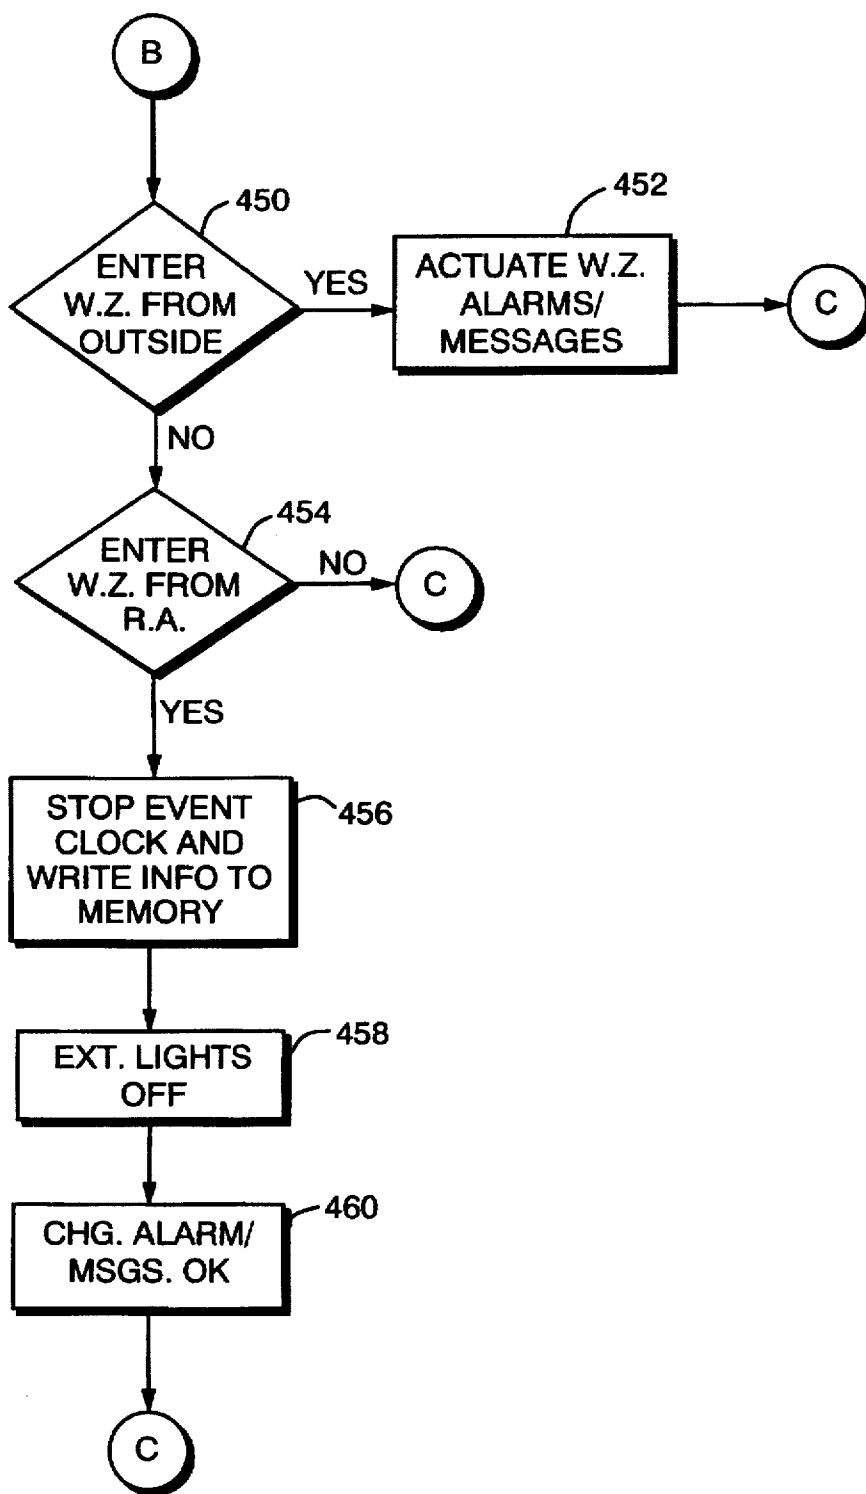 B
450
ENTER
W.Z. FROM
OUTSIDE
YES
452
ACTUATE W.Z.
ALARMS/
MESSAGES
C
NO
454
ENTER
W.Z. FROM
R.A.
NO
C
YES
STOP EVENT
CLOCK AND
WRITE INFO TO
MEMORY
456
EXT. LIGHTS
OFF
458
CHG. ALARM/
MSGS. OK
460
C